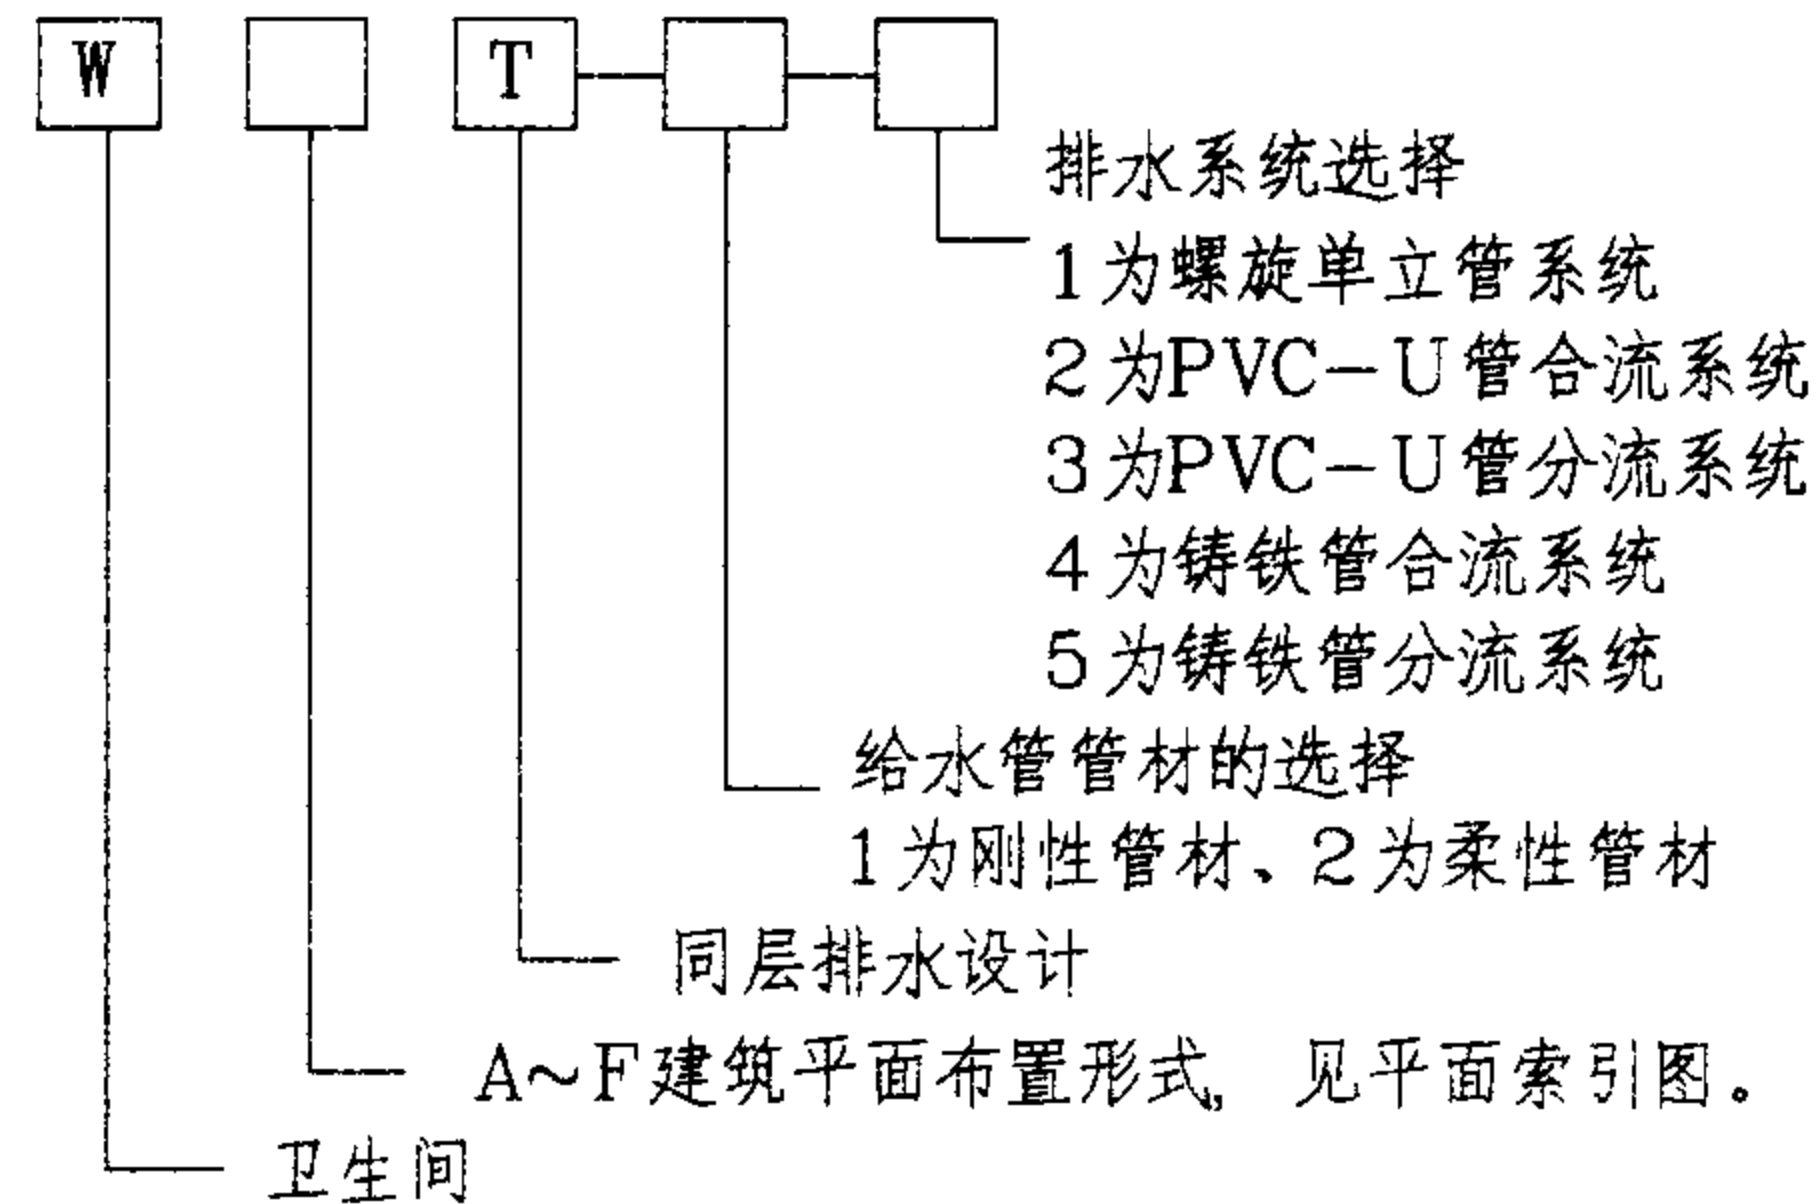 W T
排水系统选择
1为螺旋单立管系统
2为PVC-U管合流系统
3为PVC-U管分流系统
4为铸铁管合流系统
5为铸铁管分流系统
给水管管材的选择
1为刚性管材、2为柔性管材
同层排水设计
A~F建筑平面布置形式, 见平面索引图。
卫生间